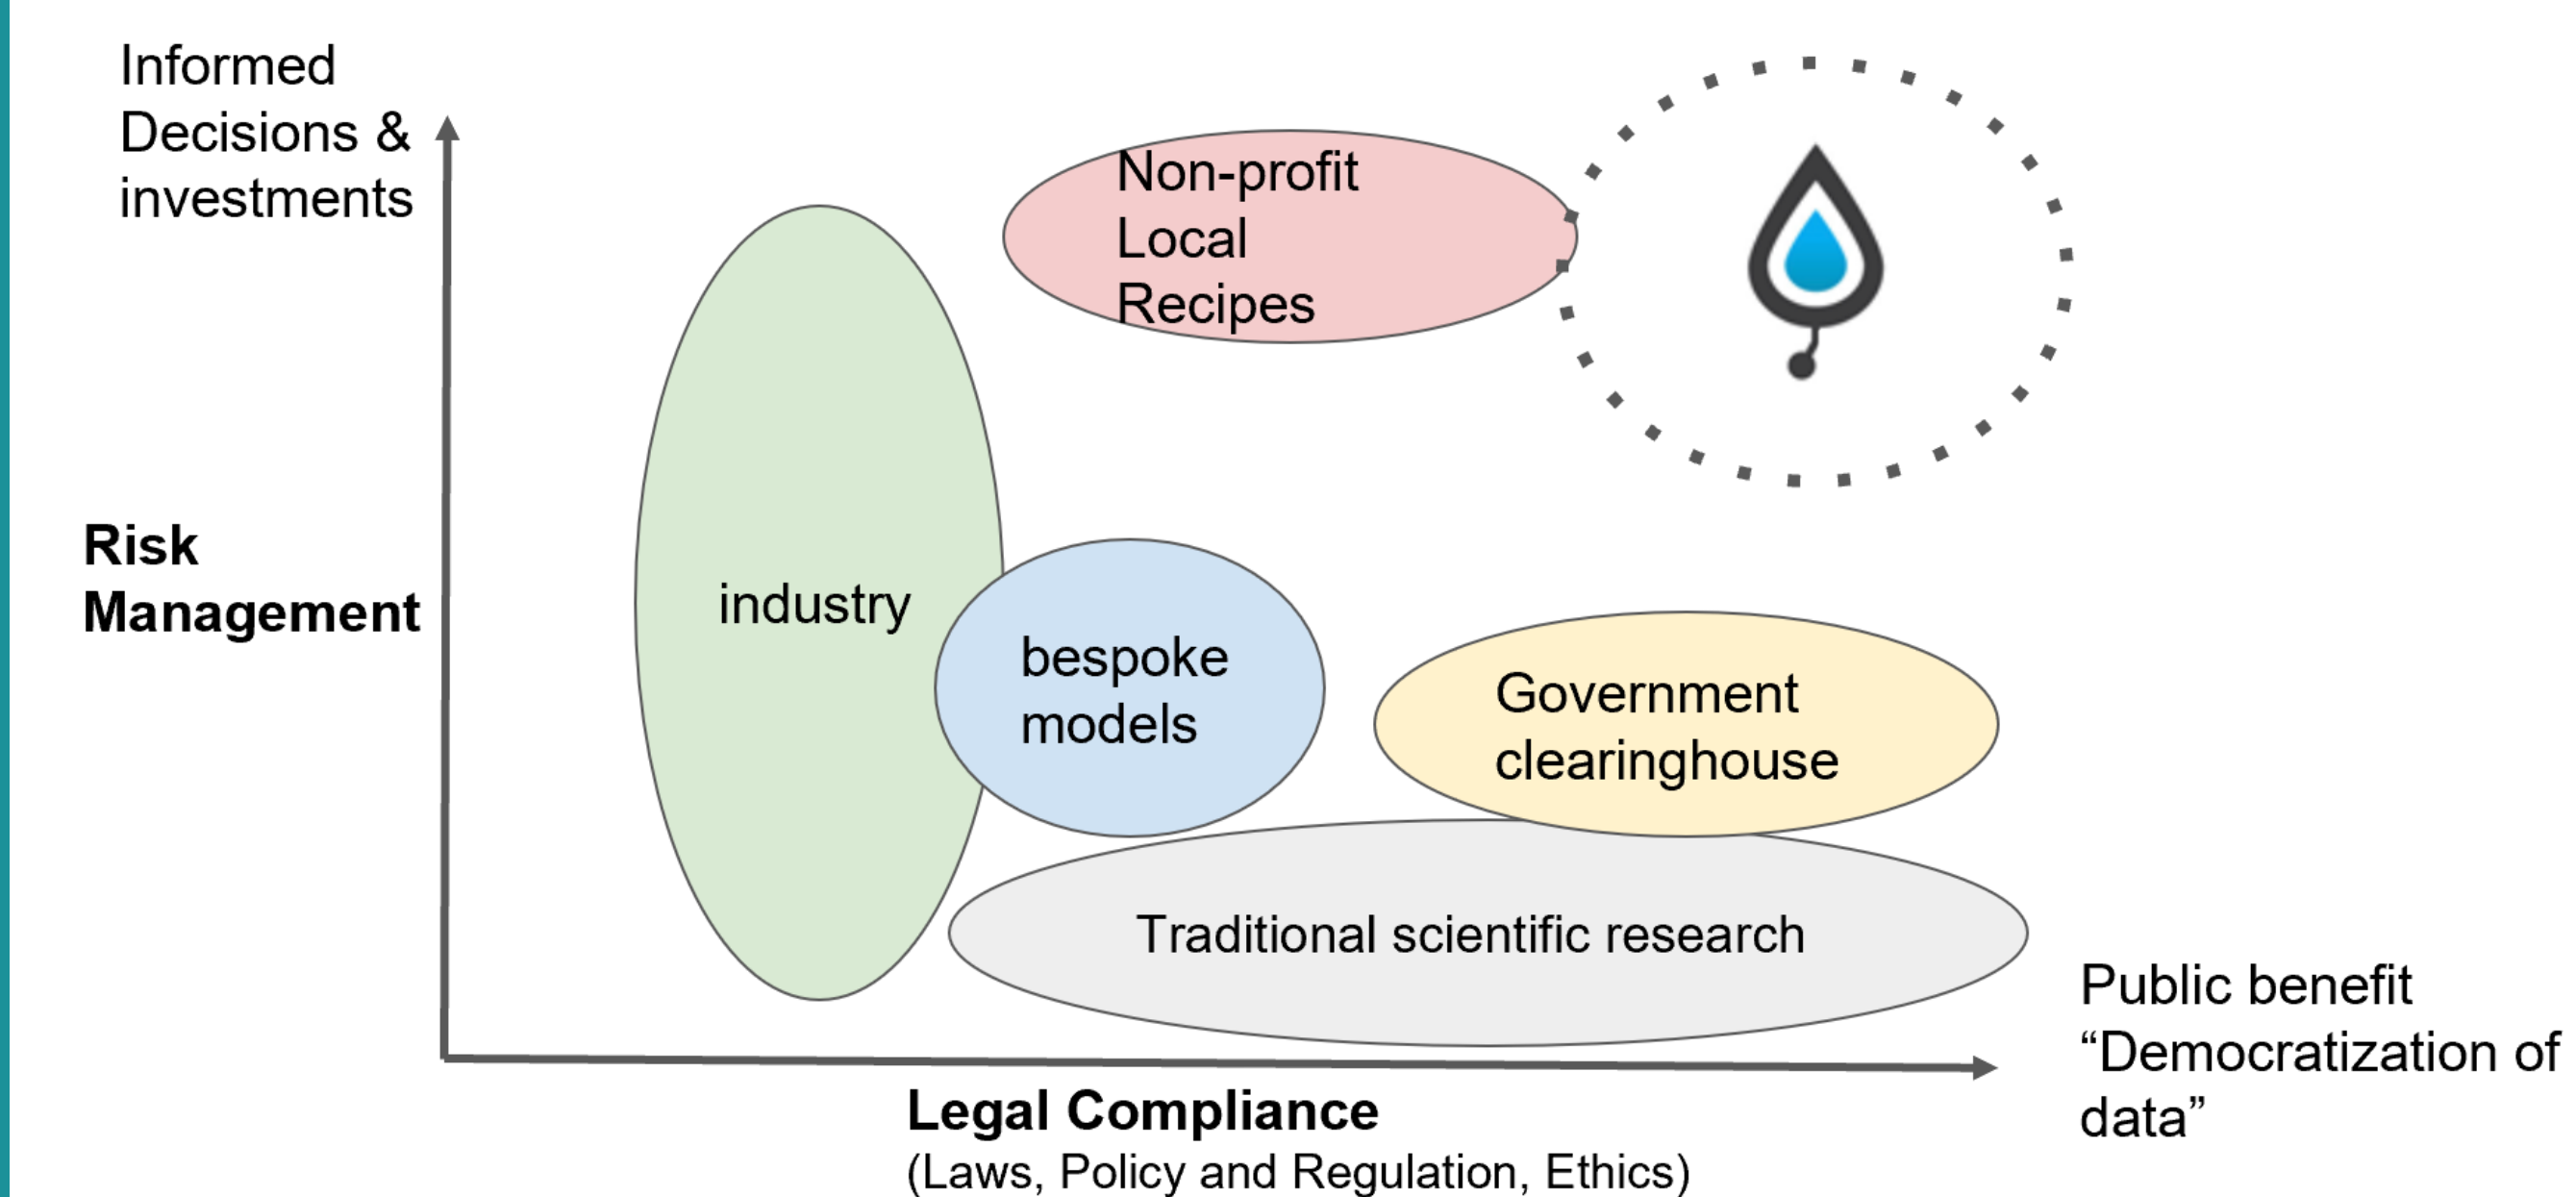 Informed
Decisions &
investments
Non-profit
Local
Recipes
Risk
Management
industry
bespoke
models
Government
clearinghouse
Traditional scientific research
Public benefit
“Democratization of
data”
Legal Compliance
(Laws, Policy and Regulation, Ethics)